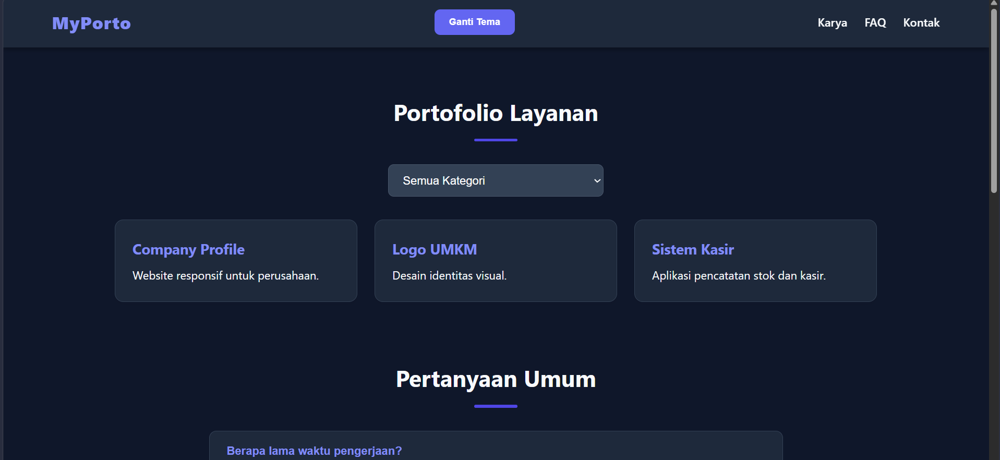 MyPorto
Ganti Tema
Karya
FAQ
Kontak
Portofolio Layanan
Semua Kategori
Company Profile
Website responsif untuk perusahaan.
Logo UMKM
Desain identitas visual.
Sistem Kasir
Aplikasi pencatatan stok dan kasir.
Pertanyaan Umum
Berapa lama waktu pengerjaan?